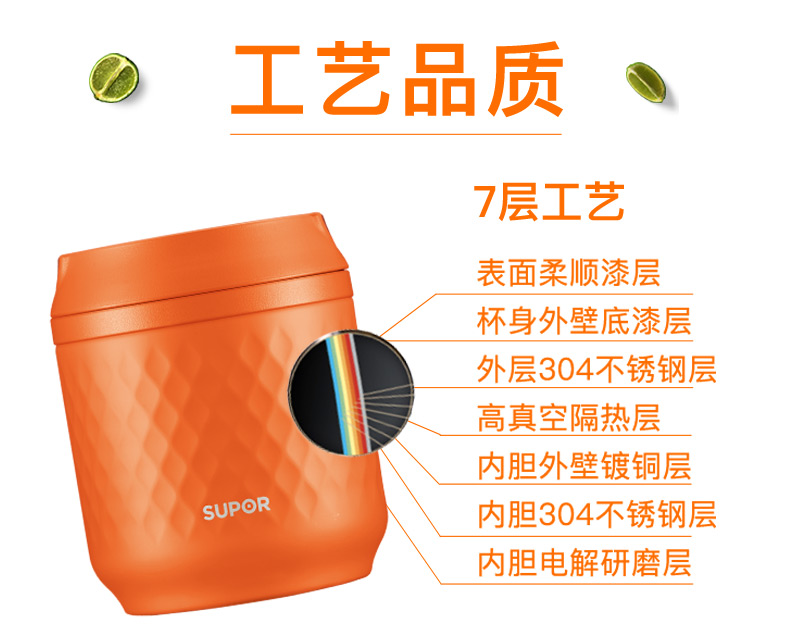 工艺品质
7层工艺
表面柔顺漆层
杯身外壁底漆层
外层304不锈钢层
高真空隔热层
内胆外壁镀铜层
内胆304不锈钢层
内胆电解研磨层
SUPOR